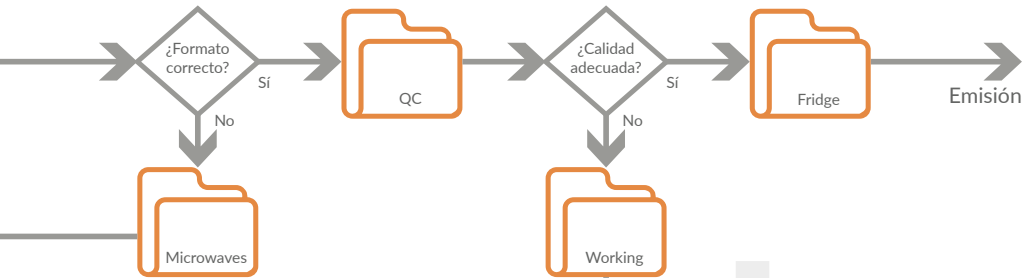 ¿Formato
correcto?
Sí
No
QC
¿Calidad
adecuada?
Sí
No
Fridge
Emisión
Microwaves
Working